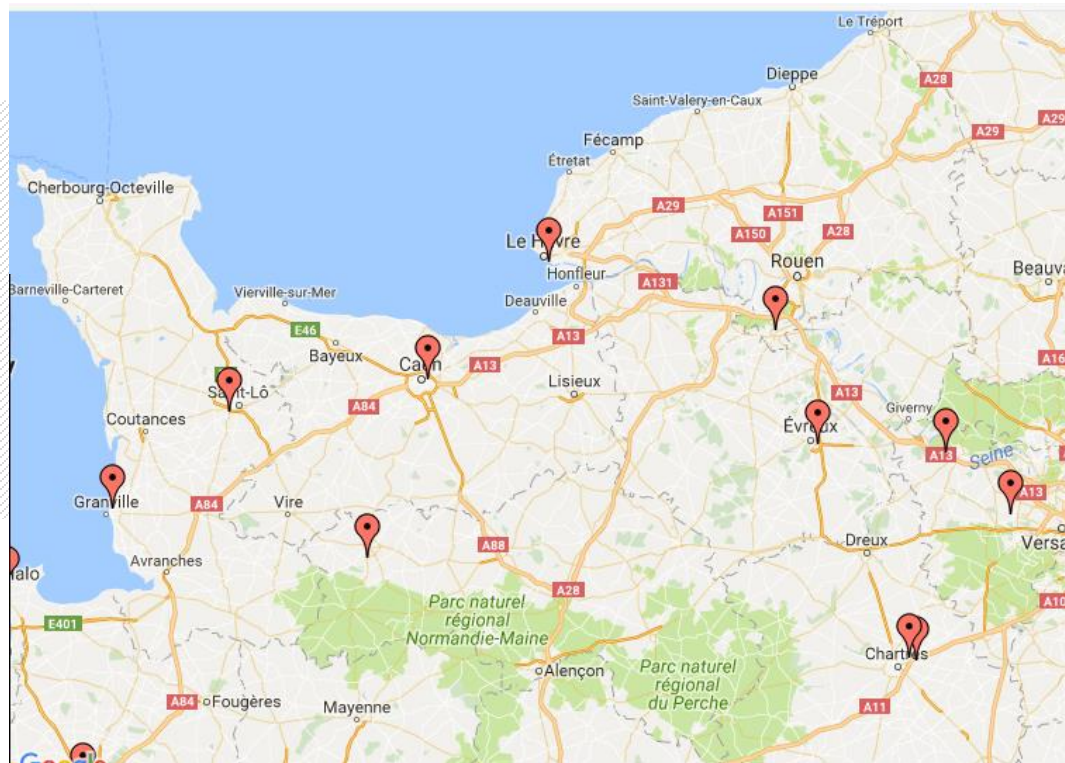 Le Tréport
Dieppe
A28
Saint-Valery-en-Caux
Fécamp
A29
A29
Étretat
Cherbourg-Octeville
A29
A151
A150
A28
Le Havre
Rouen
Honfleur
Beauva
Barneville-Carteret
Vierville-sur-Mer
Deauville
A131
E46
A13
Bayeux
Caen
A13
A16
Lisieux
A13
Saint-Lô
A84
Giverny
Coutances
Évreux
A13
Seine
Granville
Vire
A84
A13
Dreux
Versa
A88
Avranches
alo
A28
Parc naturel
régional
Normandie-Maine
A10
E401
Chartres
Alençon
Parc naturel
régional
du Perche
A84
Fougères
Mayenne
A11
Google